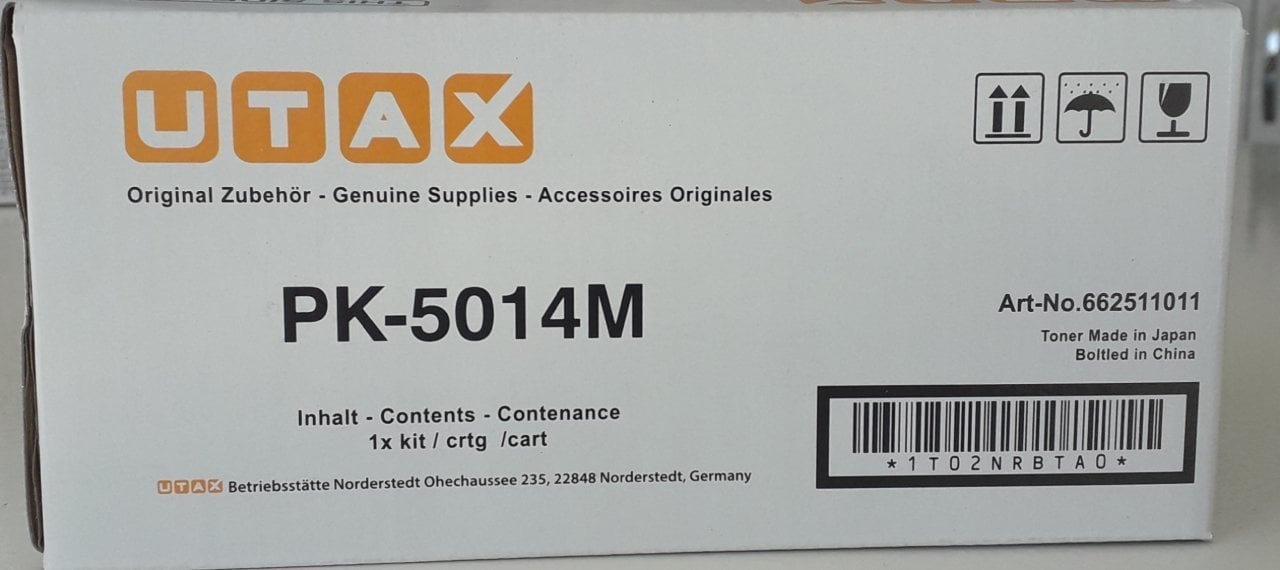 UTAX
Original Zubehör - Genuine Supplies - Accessoires Originales
PK-5014M
Art-No.662511011
Toner Made in Japan
Boltled in China
Inhalt - Contents - Contenance
1x kit / crtg /cart
*1T02NRBTA0*
UTAX Betriebsstätte Norderstedt Ohechaussee 235, 22848 Norderstedt, Germany